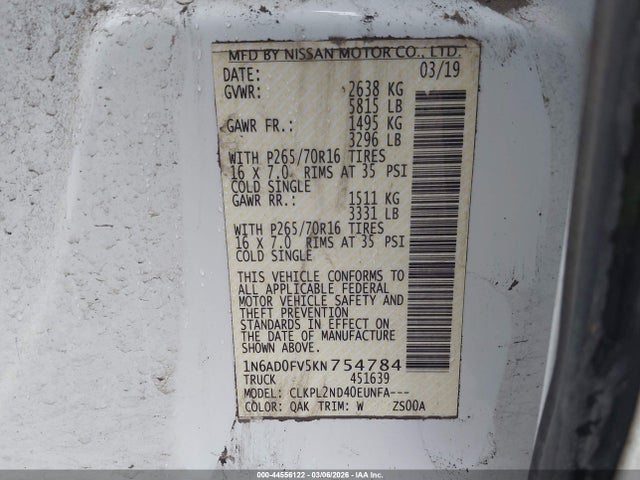 MFD BY NISSAN MOTOR CO., LTD.
DATE: 03/19
GVWR: 2638 KG
5815 LB
GAWR FR.: 1495 KG
3296 LB
WITH P265/70R16 TIRES
16 X 7.0 RIMS AT 35 PSI
COLD SINGLE
GAWR RR.: 1511 KG
3331 LB
WITH P265/70R16 TIRES
16 X 7.0 RIMS AT 35 PSI
COLD SINGLE
THIS VEHICLE CONFORMS TO
ALL APPLICABLE FEDERAL
MOTOR VEHICLE SAFETY AND
THEFT PREVENTION
STANDARDS IN EFFECT ON
THE DATE OF MANUFACTURE
SHOWN ABOVE.
1N6AD0FV5KN754784
TRUCK 451639
MODEL: CLKPL2ND40EUNFA---
COLOR: QAK TRIM: W ZS00A
000-44556122 - 03/06/2026 - IAA Inc.